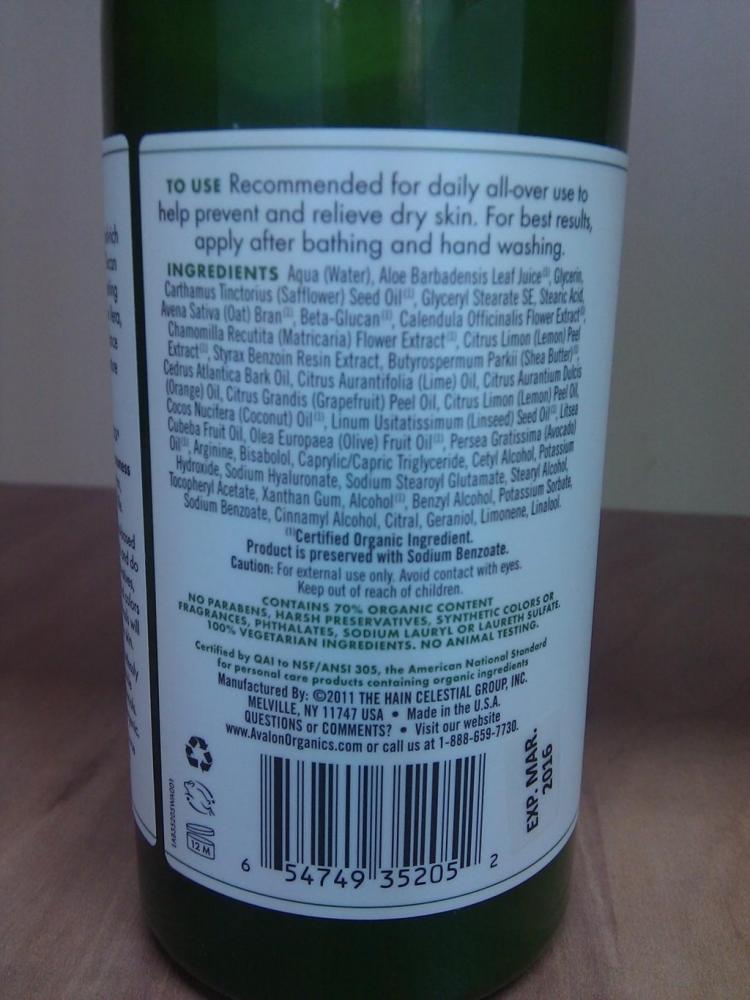 TO USE Recommended for daily all-over use to
help prevent and relieve dry skin. For best results,
apply after bathing and hand washing.
INGREDIENTS Aqua (Water), Aloe Barbadensis Leaf Juice⁽¹⁾, Glycerin,
Carthamus Tinctorius (Safflower) Seed Oil⁽¹⁾, Glyceryl Stearate SE, Stearic Acid,
Avena Sativa (Oat) Bran⁽¹⁾, Beta-Glucan⁽¹⁾, Calendula Officinalis Flower Extract⁽¹⁾,
Chamomilla Recutita (Matricaria) Flower Extract⁽¹⁾, Citrus Limon (Lemon) Peel
Extract⁽¹⁾, Styrax Benzoin Resin Extract, Butyrospermum Parkii (Shea Butter)⁽¹⁾,
Cedrus Atlantica Bark Oil, Citrus Aurantifolia (Lime) Oil, Citrus Aurantium Dulcis
(Orange) Oil, Citrus Grandis (Grapefruit) Peel Oil, Citrus Limon (Lemon) Peel Oil,
Cocos Nucifera (Coconut) Oil⁽¹⁾, Linum Usitatissimum (Linseed) Seed Oil⁽¹⁾, Litsea
Cubeba Fruit Oil, Olea Europaea (Olive) Fruit Oil⁽¹⁾, Persea Gratissima (Avocado)
Oil⁽¹⁾, Arginine, Bisabolol, Caprylic/Capric Triglyceride, Cetyl Alcohol, Potassium
Hydroxide, Sodium Hyaluronate, Sodium Stearoyl Glutamate, Stearyl Alcohol,
Tocopheryl Acetate, Xanthan Gum, Alcohol⁽¹⁾, Benzyl Alcohol, Potassium Sorbate,
Sodium Benzoate, Cinnamyl Alcohol, Citral, Geraniol, Limonene, Linalool.
⁽¹⁾Certified Organic Ingredient.
Product is preserved with Sodium Benzoate.
Caution: For external use only. Avoid contact with eyes.
Keep out of reach of children.
CONTAINS 70% ORGANIC CONTENT
NO PARABENS, HARSH PRESERVATIVES, SYNTHETIC COLORS OR
FRAGRANCES, PHTHALATES, SODIUM LAURYL OR LAURETH SULFATE.
100% VEGETARIAN INGREDIENTS. NO ANIMAL TESTING.
Certified by QAI to NSF/ANSI 305, the American National Standard
for personal care products containing organic ingredients
Manufactured By: ©2011 THE HAIN CELESTIAL GROUP, INC.
MELVILLE, NY 11747 USA • Made in the U.S.A.
QUESTIONS or COMMENTS? • Visit our website
www.AvalonOrganics.com or call us at 1-888-659-7730.
EXP. MAR.
2016
12 M
6 54749 35205 2